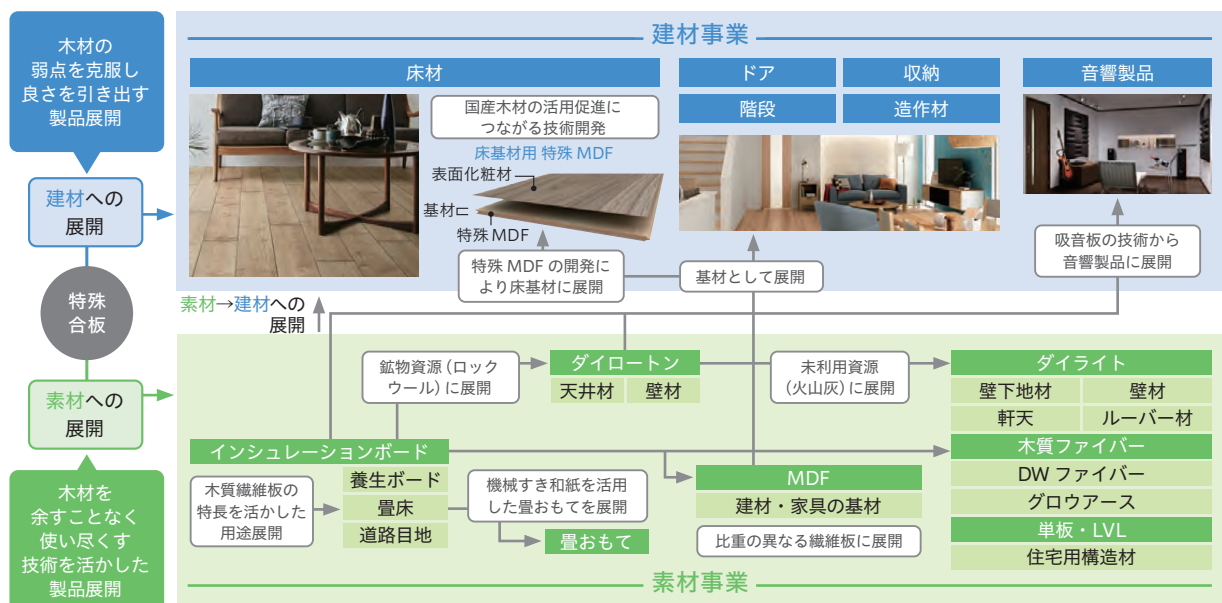 木材の
弱点を克服し
良さを引き出す
製品展開
建材への
展開
特殊
合板
素材への
展開
木材を
余すことなく
使い尽くす
技術を活かした
製品展開
建材事業
床材
国産木材の活用促進に
つながる技術開発
床基材用 特殊 MDF
表面化粧材
基材
特殊 MDF
特殊 MDF の開発に
より床基材に展開
ドア
収納
階段
造作材
基材として展開
音響製品
吸音板の技術から
音響製品に展開
素材→建材への
展開
鉱物資源（ロック
ウール）に展開
ダイロートン
天井材
壁材
未利用資源
（火山灰）に展開
ダイライト
壁下地材
壁材
軒天
ルーバー材
インシュレーションボード
木質繊維板の
特長を活かした
用途展開
養生ボード
畳床
道路目地
機械すき和紙を活用
した畳おもてを展開
畳おもて
MDF
建材・家具の基材
比重の異なる繊維板に展開
木質ファイバー
DW ファイバー
グロウアース
単板・LVL
住宅用構造材
素材事業